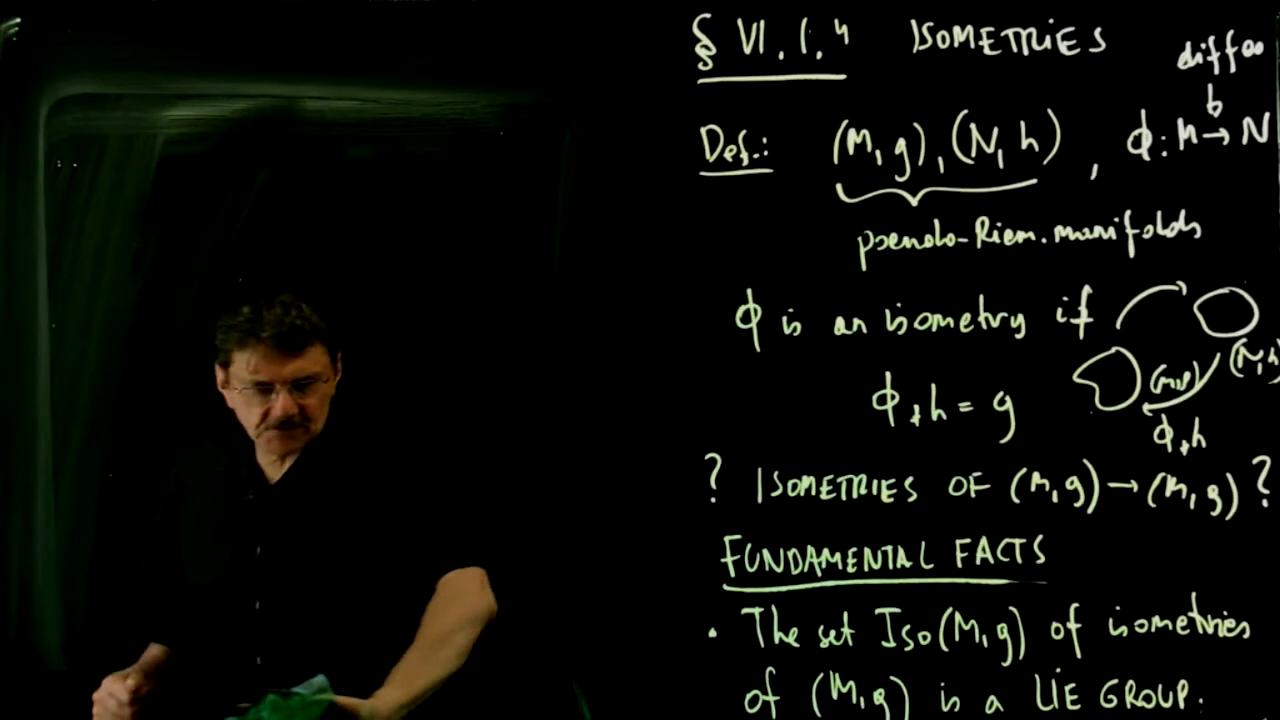 § VI.1.4 ISOMETRIES
diffeo
↓
Def.: (M, g), (N, h), ϕ: M → N
pseudo-Riem. manifolds
ϕ is an isometry if
(M,g) (N,h)
ϕ*h = g
ϕ*h
? ISOMETRIES OF (M, g) → (M, g) ?
FUNDAMENTAL FACTS
• The set Iso(M, g) of isometries
of (M, g) is a LIE GROUP.